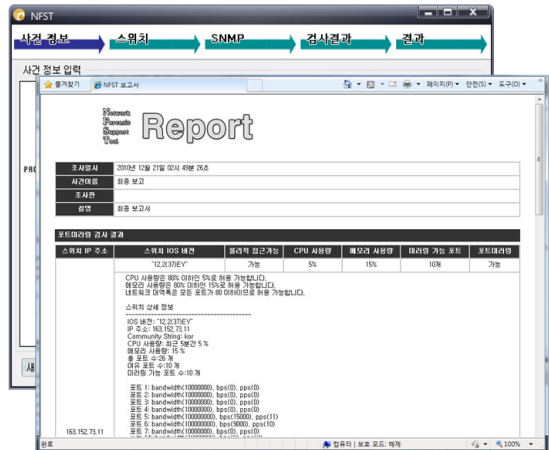 NFST
사건 정보
스위치
SNMP
검사결과
결과
사건 정보 입력
즐겨찾기
NFST 보고서
페이지(P)
안전(S)
도구(O)
Network
Forensic
Support
Tool
Report
조사일시 2010년 12월 21일 02시 49분 26초
사건이름 최종 보고
조사관
설명 최종 보고서
포트미러링 검사 결과
스위치 IP 주소 스위치 IOS 버전 물리적 접근가능 CPU 사용량 메모리 사용량 미러링 가능 포트 포트미러링
"12.2(37)EY" 가능 5% 15% 10개 가능
CPU 사용량은 80% 이하인 5%로 허용 가능합니다.
메모리 사용량은 80% 이하인 15%로 허용 가능합니다.
네트워크 대역폭은 모든 포트가 80 이하이므로 허용 가능합니다.
스위치 상세 정보
----------------------------------------
IOS 버전: "12.2(37)EY"
IP 주소: 163.152.73.11
Community String: kor
CPU 사용량: 최근 5분간 5 %
메모리 사용량: 15 %
총 포트 수:26 개
여유 포트 수:10 개
미러링 가능 포트 수:10 개
포트 1: bandwidth(10000000), bps(0), pps(0)
포트 2: bandwidth(10000000), bps(0), pps(0)
포트 3: bandwidth(10000000), bps(0), pps(0)
포트 4: bandwidth(10000000), bps(0), pps(0)
포트 5: bandwidth(10000000), bps(15000), pps(11)
포트 6: bandwidth(10000000), bps(9000), pps(10)
163.152.73.11 포트 7: bandwidth(10000000), bps(0), pps(0)
완료
컴퓨터 | 보호 모드: 해제
100%
새